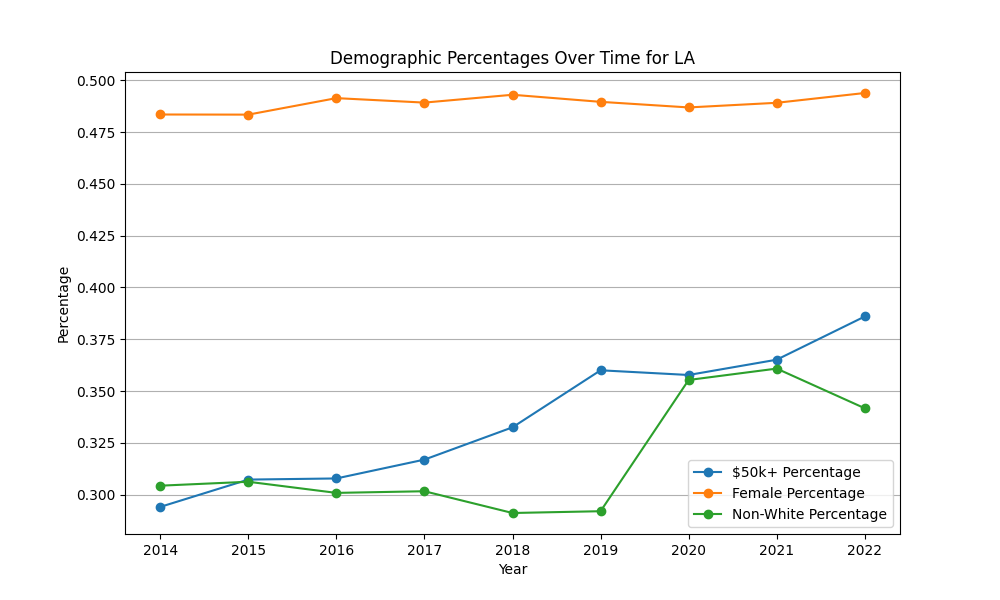 Demographic Percentages Over Time for LA
Percentage
0.500
0.475
0.450
0.425
0.400
0.375
0.350
0.325
0.300
$50k+ Percentage
Female Percentage
Non-White Percentage
2014 2015 2016 2017 2018 2019 2020 2021 2022
Year